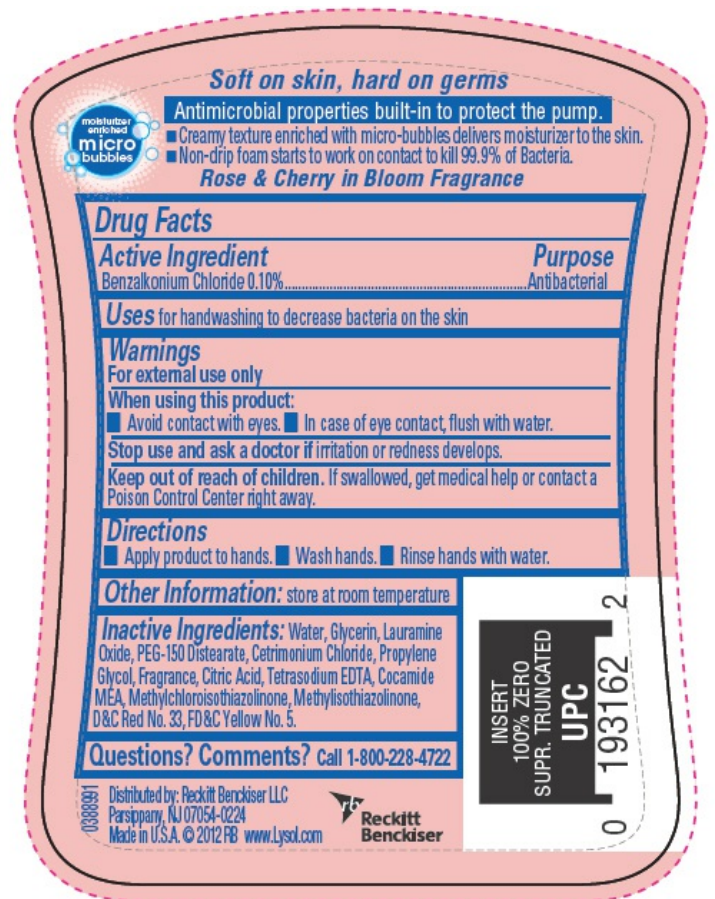 Soft on skin, hard on germs
moisturizer
enriched
micro
bubbles
Antimicrobial properties built-in to protect the pump.
■ Creamy texture enriched with micro-bubbles delivers moisturizer to the skin.
■ Non-drip foam starts to work on contact to kill 99.9% of Bacteria.
Rose & Cherry in Bloom Fragrance
Drug Facts
Active Ingredient Purpose
Benzalkonium Chloride 0.10%..........Antibacterial
Uses for handwashing to decrease bacteria on the skin
Warnings
For external use only
When using this product:
■ Avoid contact with eyes. ■ In case of eye contact, flush with water.
Stop use and ask a doctor if irritation or redness develops.
Keep out of reach of children. If swallowed, get medical help or contact a
Poison Control Center right away.
Directions
■ Apply product to hands. ■ Wash hands. ■ Rinse hands with water.
Other Information: store at room temperature
Inactive Ingredients: Water, Glycerin, Lauramine
Oxide, PEG-150 Distearate, Cetrimonium Chloride, Propylene
Glycol, Fragrance, Citric Acid, Tetrasodium EDTA, Cocamide
MEA, Methylchloroisothiazolinone, Methylisothiazolinone,
D&C Red No. 33, FD&C Yellow No. 5.
Questions? Comments? Call 1-800-228-4722
0388991
Distributed by: Reckitt Benckiser LLC
Parsippany, NJ 07054-0224
Made in U.S.A. © 2012 RB www.Lysol.com
rb
Reckitt
Benckiser
INSERT
100% ZERO
SUPR. TRUNCATED
UPC
0 193162 2